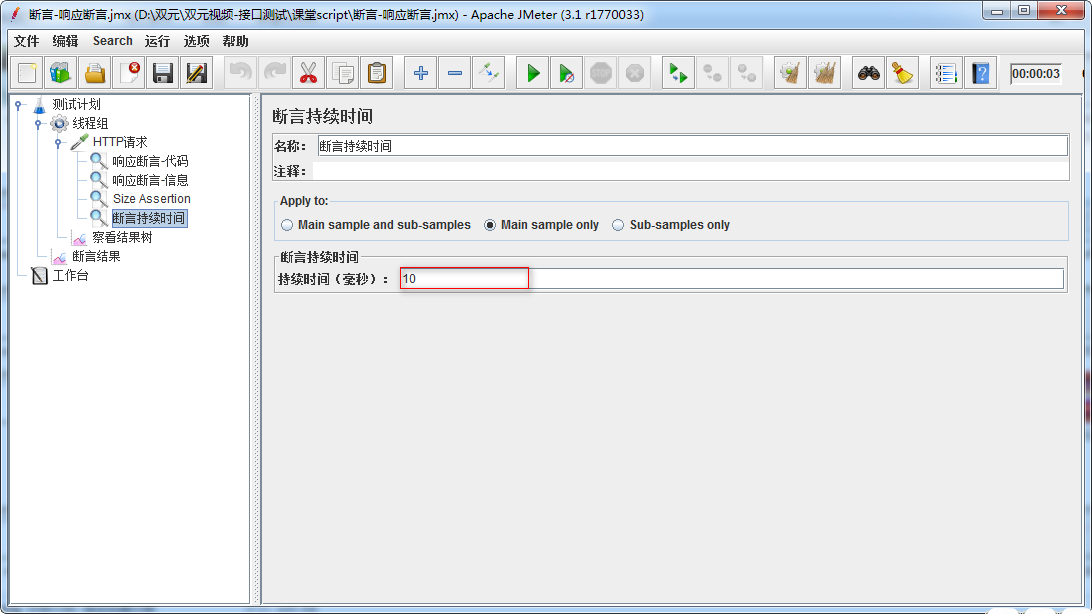 断言-响应断言.jmx (D:\双元\双元视频-接口测试\课堂script\断言-响应断言.jmx) - Apache JMeter (3.1 r1770033)
文件 编辑 Search 运行 选项 帮助
STOP
00:00:03
测试计划
线程组
HTTP请求
响应断言-代码
响应断言-信息
Size Assertion
断言持续时间
察看结果树
断言结果
工作台
断言持续时间
名称: 断言持续时间
注释:
Apply to:
Main sample and sub-samples Main sample only Sub-samples only
断言持续时间
持续时间（毫秒）: 10